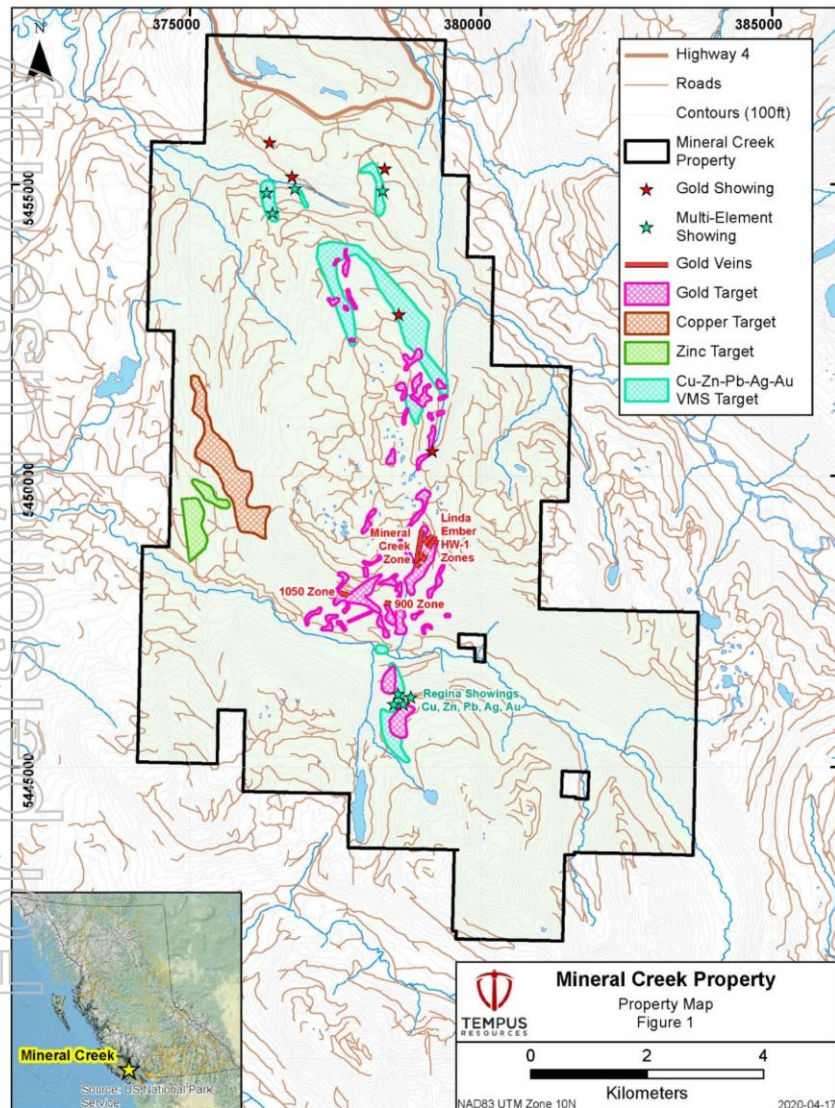 375000
380000
385000
N
Highway 4
Roads
Contours (100ft)
Mineral Creek
Property
Gold Showing
Multi-Element
Showing
Gold Veins
Gold Target
Copper Target
Zinc Target
Cu-Zn-Pb-Ag-Au
VMS Target
5455000
5450000
5445000
For personal use only
Mineral
Creek
Zone
Linda
Ember
HW-1
Zones
1050 Zone
900 Zone
Regina Showings
Cu, Zn, Pb, Ag, Au
Mineral Creek
Source: US National Park
Service
TEMPUS
RESOURCES
Mineral Creek Property
Property Map
Figure 1
0 2 4
Kilometers
NAD83 UTM Zone 10N
2020-04-17